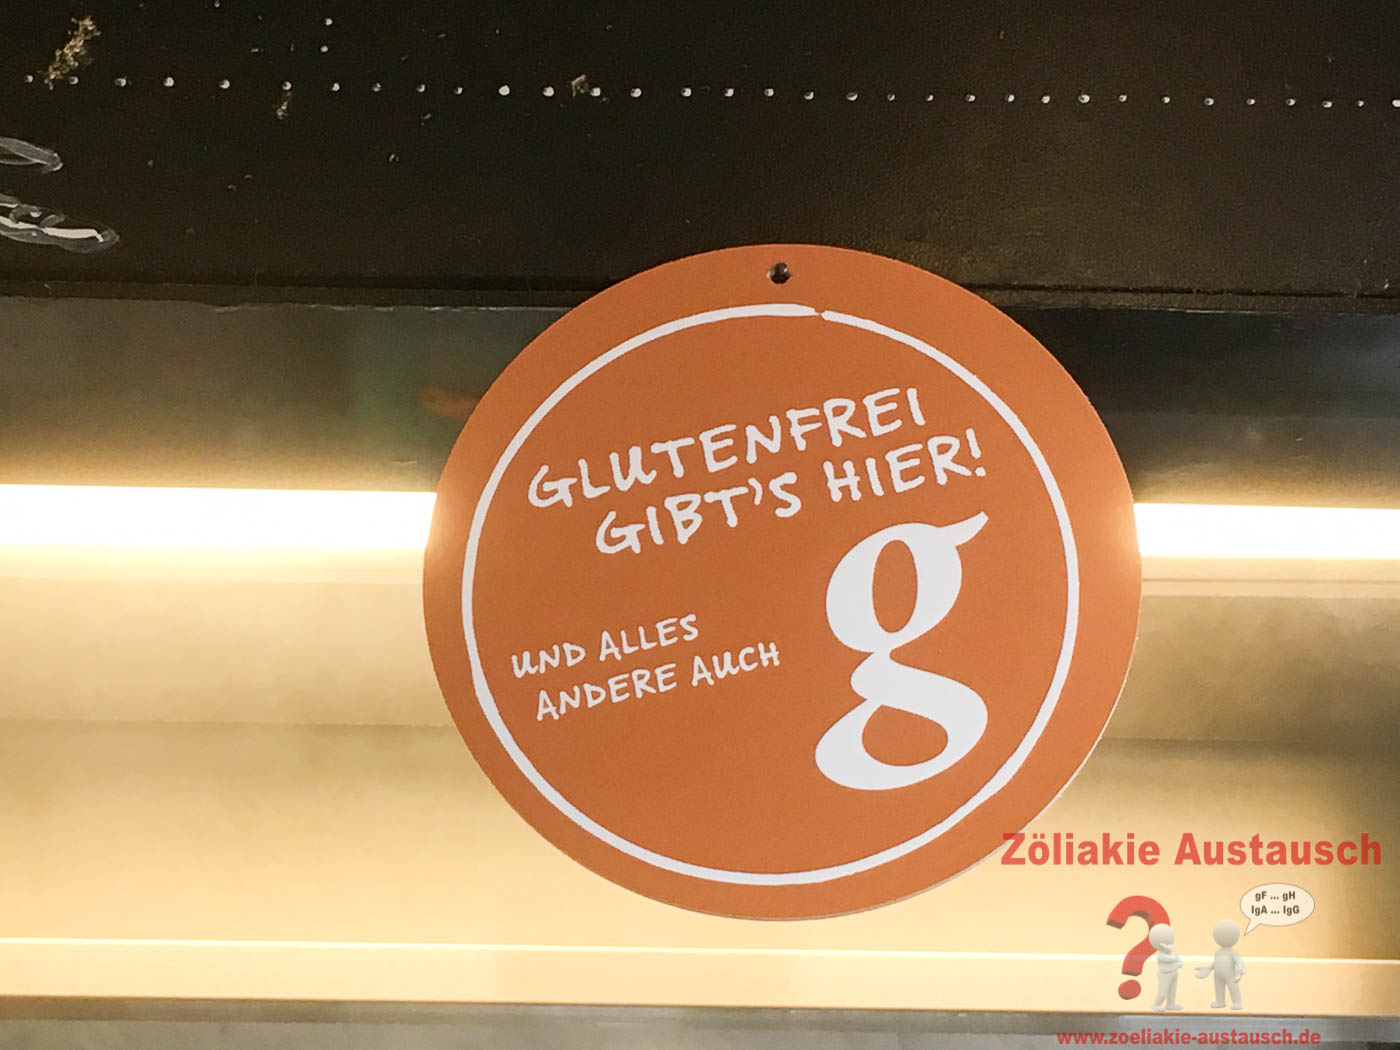 GLUTENFREI
GIBT'S HIER!
g
UND ALLES
ANDERE AUCH
Zöliakie Austausch
?
gF ... gH
IgA ... IgG
www.zoeliakie-austausch.de